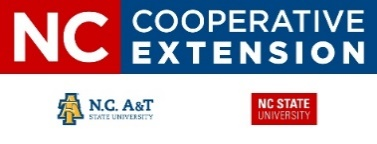 NC COOPERATIVE
EXTENSION
N.C. A&T
STATE UNIVERSITY
NC STATE
UNIVERSITY